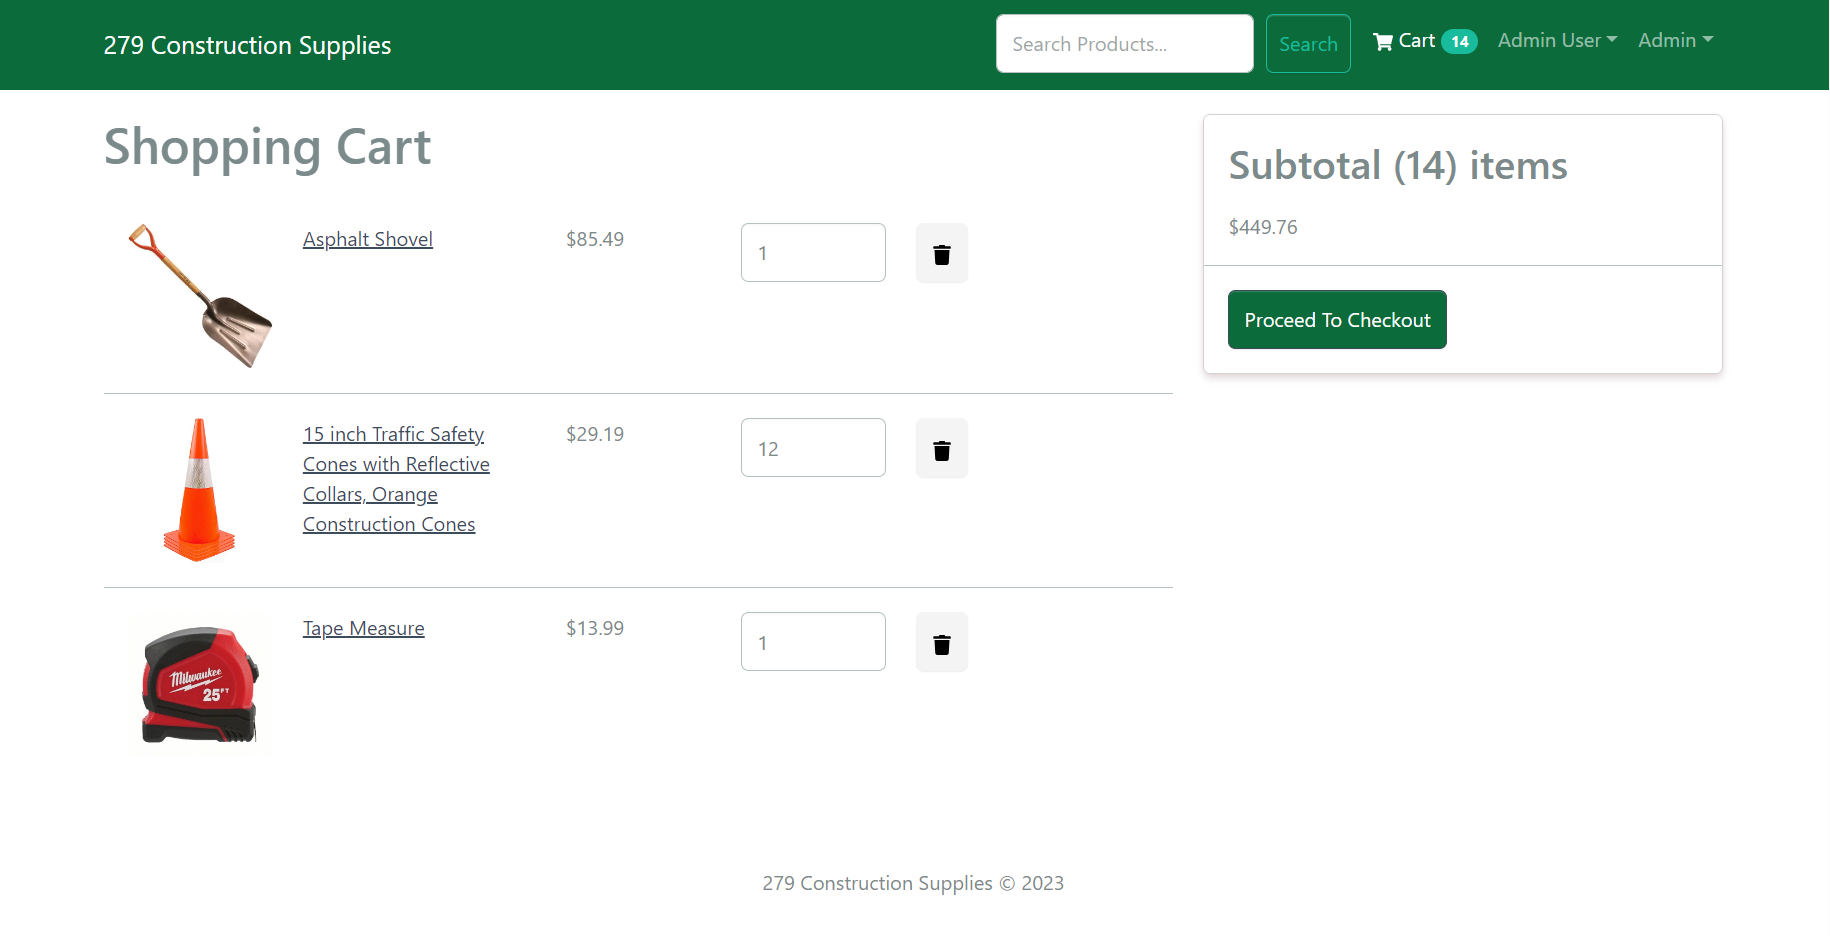 279 Construction Supplies
Search Products...
Search
Cart 14
Admin User
Admin
Shopping Cart
Asphalt Shovel
$85.49
1
15 inch Traffic Safety
Cones with Reflective
Collars, Orange
Construction Cones
$29.19
12
Milwaukee
25FT
Tape Measure
$13.99
1
Subtotal (14) items
$449.76
Proceed To Checkout
279 Construction Supplies © 2023